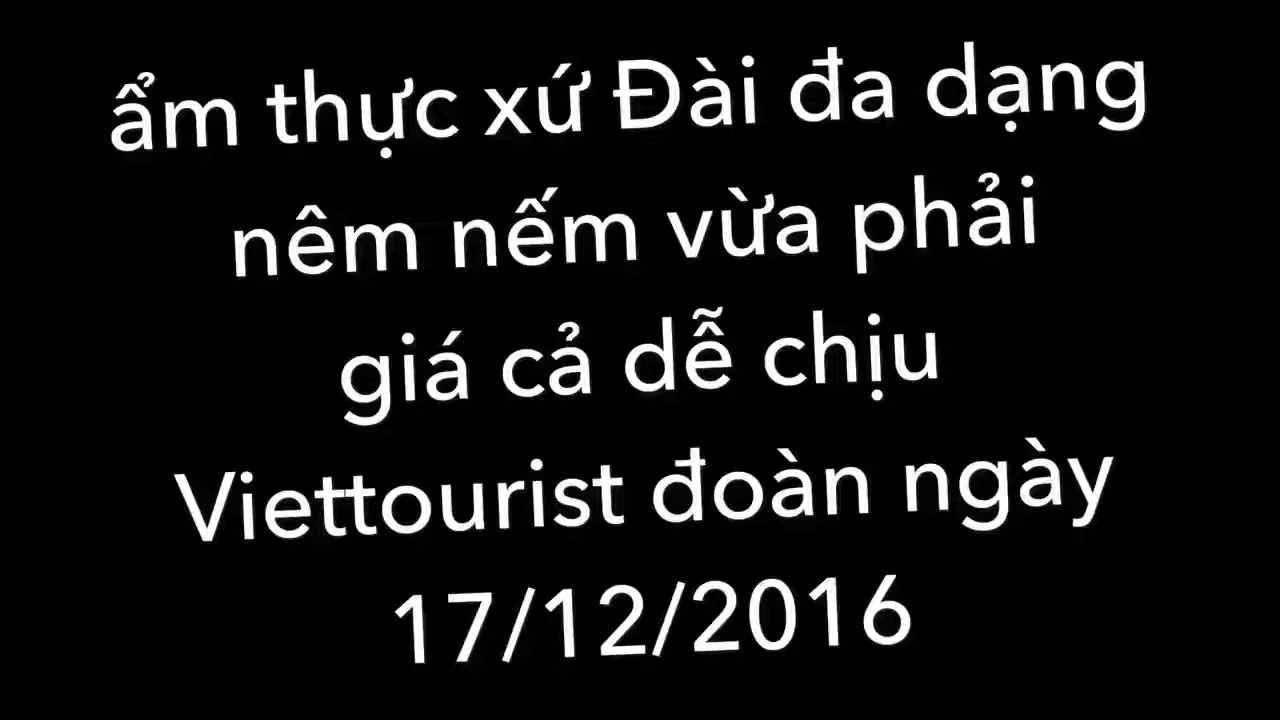 ẩm thực xứ Đài đa dạng
nêm nếm vừa phải
giá cả dễ chịu
Viettourist đoàn ngày
17/12/2016